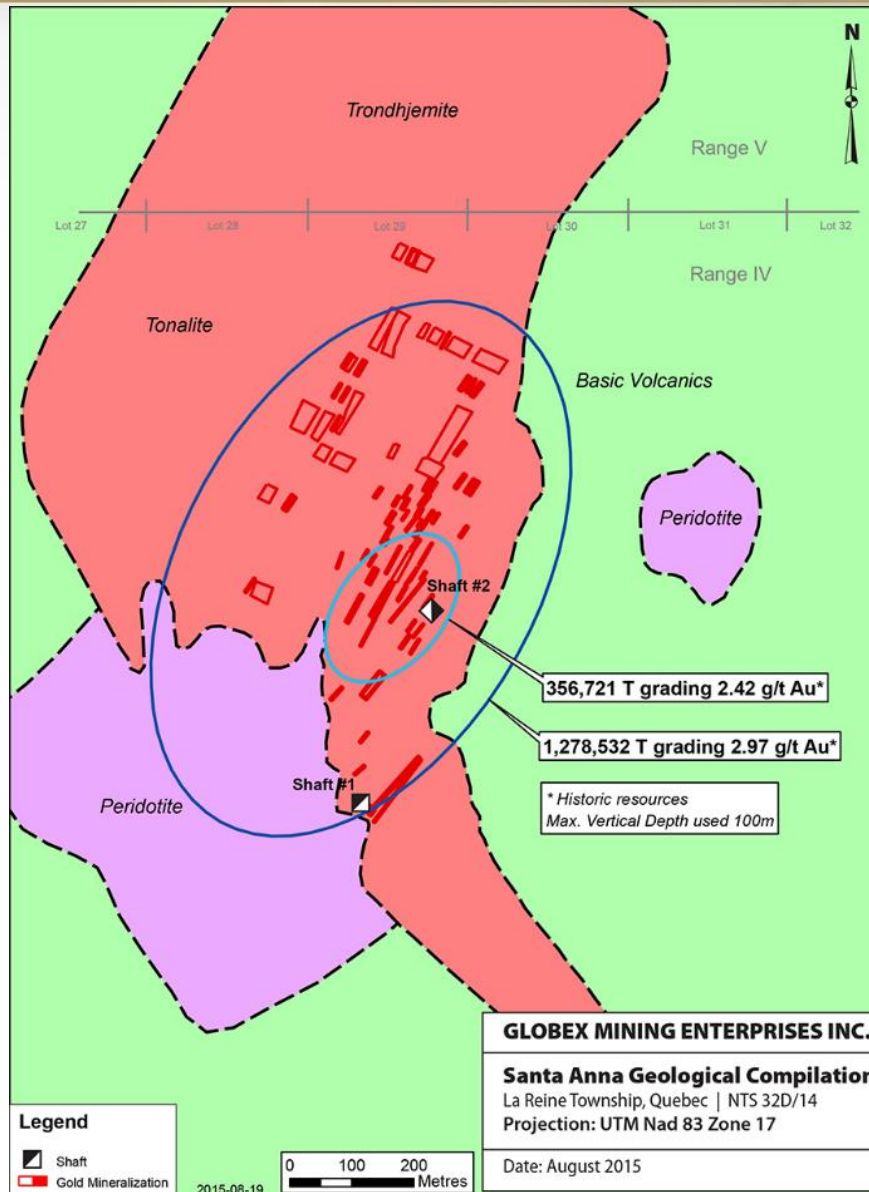 N
Trondhjemite
Range V
Lot 27
Lot 28
Lot 29
Lot 30
Lot 31
Lot 32
Range IV
Tonalite
Basic Volcanics
Peridotite
Shaft #2
356,721 T grading 2.42 g/t Au*
1,278,532 T grading 2.97 g/t Au*
Shaft #1
Peridotite
* Historic resources
Max. Vertical Depth used 100m
GLOBEX MINING ENTERPRISES INC.
Santa Anna Geological Compilation
La Reine Township, Quebec | NTS 32D/14
Projection: UTM Nad 83 Zone 17
Date: August 2015
Legend
Shaft
Gold Mineralization
2015-08-19
0 100 200
Metres